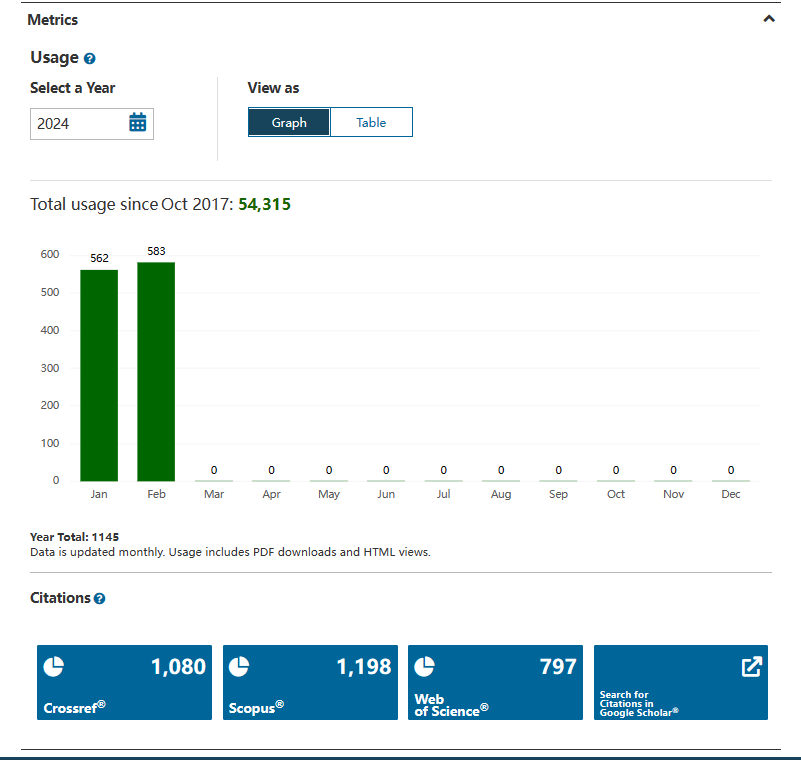 Metrics
Usage ?
Select a Year
View as
2024
Graph
Table
Total usage since Oct 2017: 54,315
600
500
400
300
200
100
0
562
583
0
0
0
0
0
0
0
0
0
0
Jan
Feb
Mar
Apr
May
Jun
Jul
Aug
Sep
Oct
Nov
Dec
Year Total: 1145
Data is updated monthly. Usage includes PDF downloads and HTML views.
Citations ?
1,080
Crossref®
1,198
Scopus®
797
Web
of Science®
Search for
Citations in
Google Scholar®